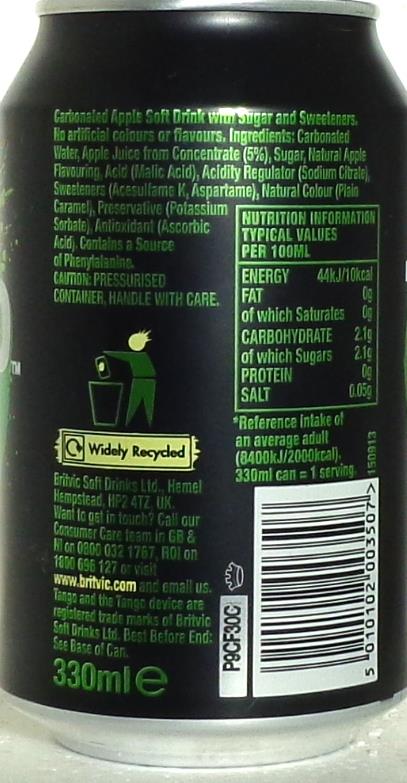 Carbonated Apple Soft Drink with Sugar and Sweeteners.
No artificial colours or flavours. Ingredients: Carbonated
Water, Apple Juice from Concentrate (5%), Sugar, Natural Apple
Flavouring, Acid (Malic Acid), Acidity Regulator (Sodium Citrate),
Sweeteners (Acesulfame K, Aspartame), Natural Colour (Plain
Caramel), Preservative (Potassium
Sorbate), Antioxidant (Ascorbic
Acid), Contains a Source
of Phenylalanine.
CAUTION: PRESSURISED
CONTAINER, HANDLE WITH CARE.
NUTRITION INFORMATION
TYPICAL VALUES
PER 100ML
ENERGY 44kJ/10kcal
FAT 0g
of which Saturates 0g
CARBOHYDRATE 2.1g
of which Sugars 2.1g
PROTEIN 0g
SALT 0.05g
*Reference intake of
an average adult
(8400kJ/2000kcal).
330ml can = 1 serving.
150913
TM
Widely Recycled
Britvic Soft Drinks Ltd., Hemel
Hempstead, HP2 4TZ, UK.
Want to get in touch? Call our
Consumer Care team in GB &
NI on 0800 032 1767, ROI on
1800 696 127 or visit
www.britvic.com and email us.
Tango and the Tango device are
registered trade marks of Britvic
Soft Drinks Ltd. Best Before End:
See Base of Can.
330ml e
P9CF30C
5 010102 003507 >